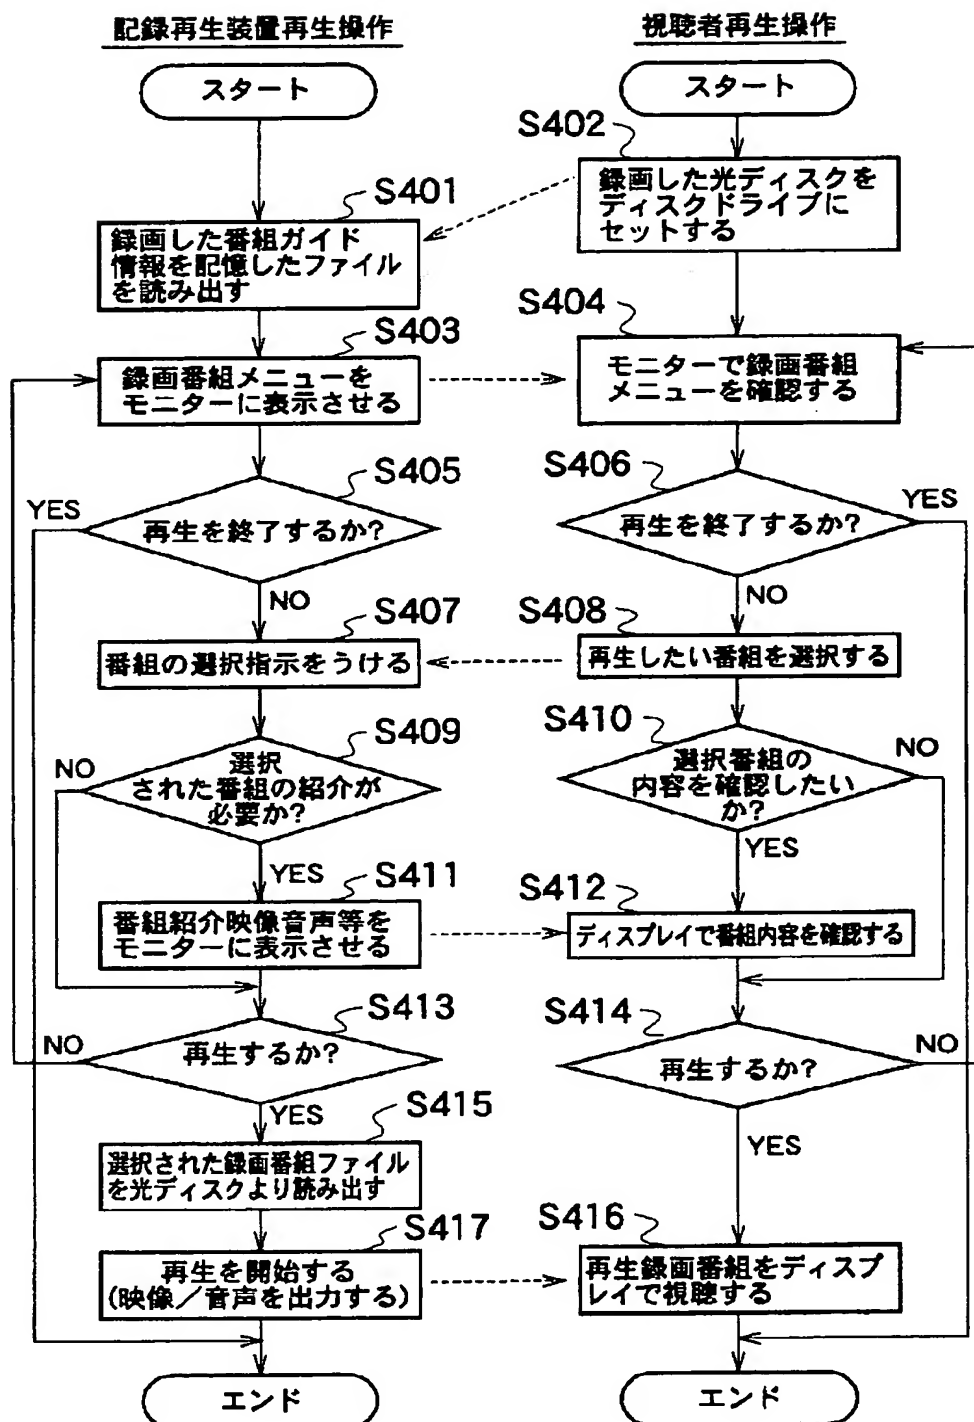 記録再生装置再生操作
スタート
S401
録画した番組ガイド
情報を記憶したファイル
を読み出す
S403
録画番組メニューを
モニターに表示させる
S405
YES
再生を終了するか?
NO
S407
番組の選択指示をうける
S409
NO
選択
された番組の紹介が
必要か?
YES
S411
番組紹介映像音声等を
モニターに表示させる
S413
NO
再生するか?
YES
S415
選択された録画番組ファイル
を光ディスクより読み出す
S417
再生を開始する
(映像／音声を出力する)
エンド
視聴者再生操作
スタート
S402
録画した光ディスクを
ディスクドライブに
セットする
S404
モニターで録画番組
メニューを確認する
S406
YES
再生を終了するか?
NO
S408
再生したい番組を選択する
S410
NO
選択番組の
内容を確認したい
か?
YES
S412
ディスプレイで番組内容を確認する
S414
NO
再生するか?
YES
S416
再生録画番組をディスプ
レイで視聴する
エンド